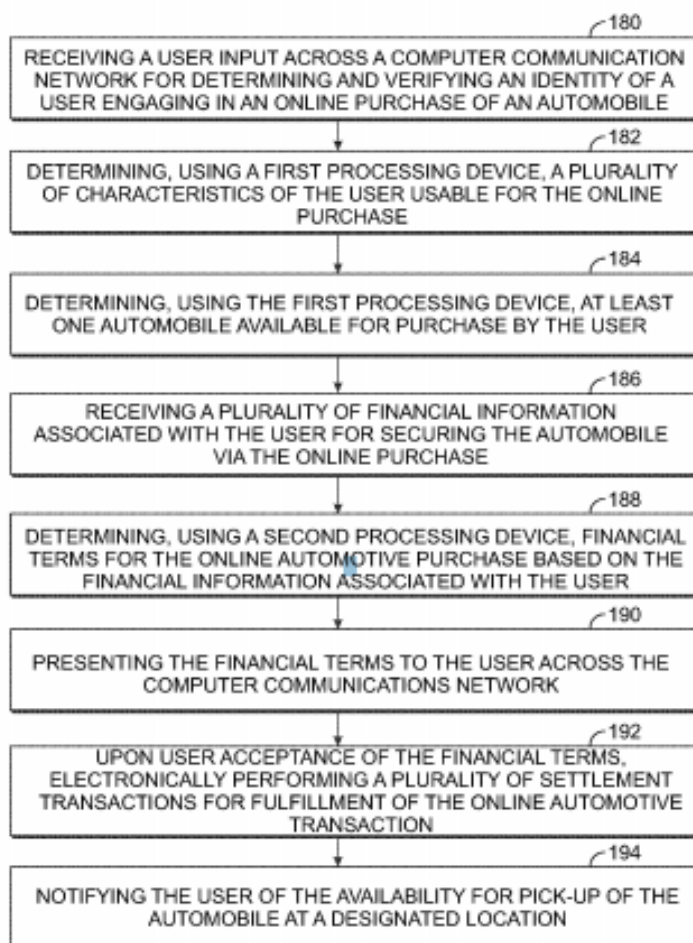 180
RECEIVING A USER INPUT ACROSS A COMPUTER COMMUNICATION
NETWORK FOR DETERMINING AND VERIFYING AN IDENTITY OF A
USER ENGAGING IN AN ONLINE PURCHASE OF AN AUTOMOBILE
182
DETERMINING, USING A FIRST PROCESSING DEVICE, A PLURALITY
OF CHARACTERISTICS OF THE USER USABLE FOR THE ONLINE
PURCHASE
184
DETERMINING, USING THE FIRST PROCESSING DEVICE, AT LEAST
ONE AUTOMOBILE AVAILABLE FOR PURCHASE BY THE USER
186
RECEIVING A PLURALITY OF FINANCIAL INFORMATION
ASSOCIATED WITH THE USER FOR SECURING THE AUTOMOBILE
VIA THE ONLINE PURCHASE
188
DETERMINING, USING A SECOND PROCESSING DEVICE, FINANCIAL
TERMS FOR THE ONLINE AUTOMOTIVE PURCHASE BASED ON THE
FINANCIAL INFORMATION ASSOCIATED WITH THE USER
190
PRESENTING THE FINANCIAL TERMS TO THE USER ACROSS THE
COMPUTER COMMUNICATIONS NETWORK
192
UPON USER ACCEPTANCE OF THE FINANCIAL TERMS,
ELECTRONICALLY PERFORMING A PLURALITY OF SETTLEMENT
TRANSACTIONS FOR FULFILLMENT OF THE ONLINE AUTOMOTIVE
TRANSACTION
194
NOTIFYING THE USER OF THE AVAILABILITY FOR PICK-UP OF THE
AUTOMOBILE AT A DESIGNATED LOCATION